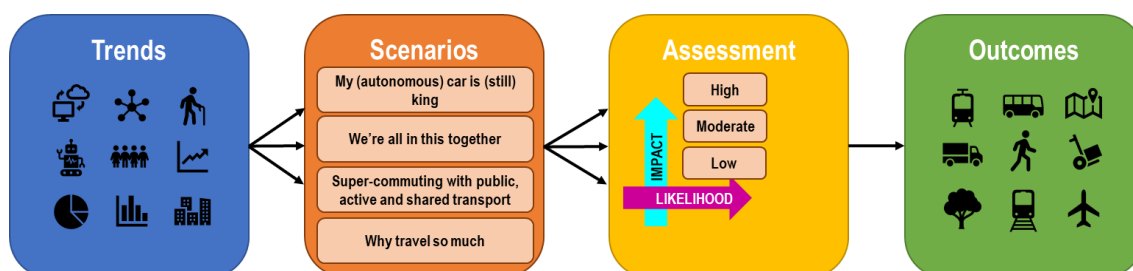 Trends
Scenarios
My (autonomous) car is (still)
king
We're all in this together
Super-commuting with public,
active and shared transport
Why travel so much
Assessment
High
Moderate
Low
IMPACT
LIKELIHOOD
Outcomes